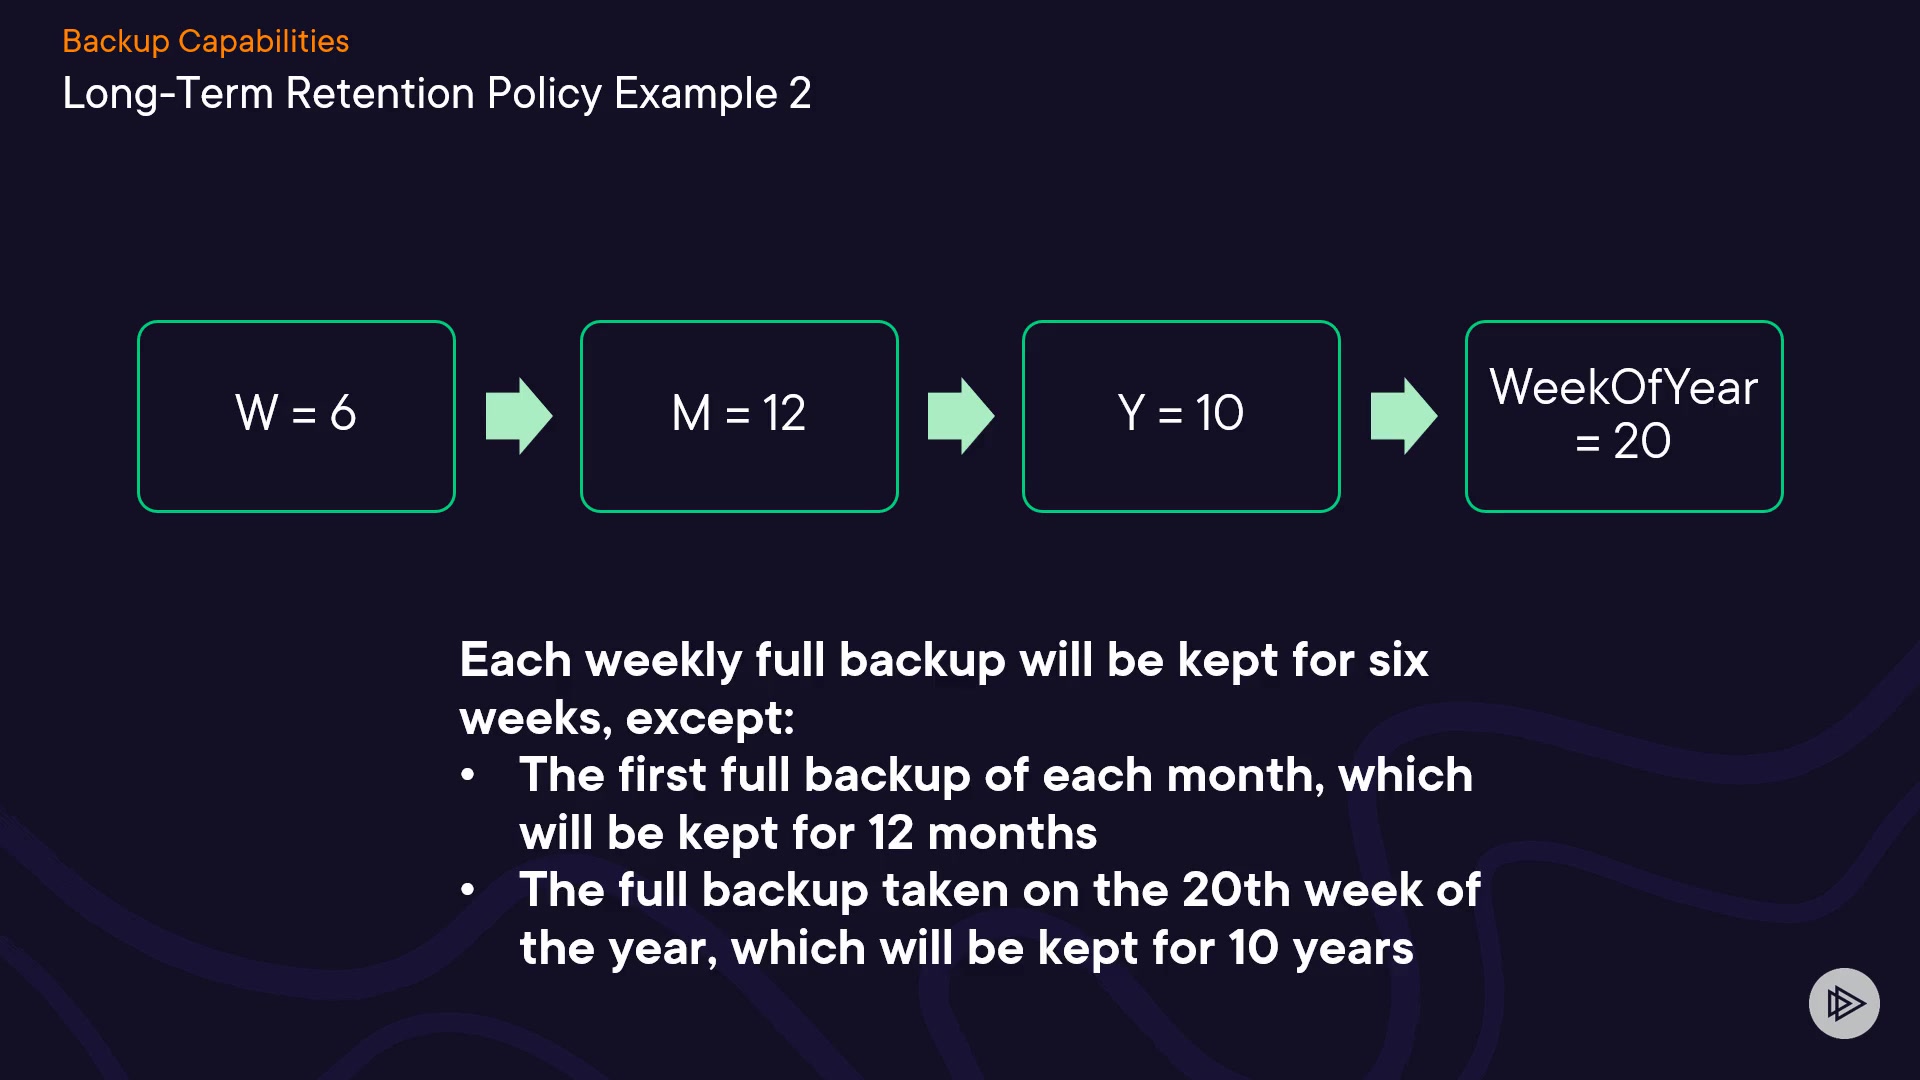 Backup Capabilities
Long-Term Retention Policy Example 2
W = 6
M = 12
Y = 10
WeekOfYear
= 20
Each weekly full backup will be kept for six
weeks, except:
• The first full backup of each month, which
will be kept for 12 months
• The full backup taken on the 20th week of
the year, which will be kept for 10 years